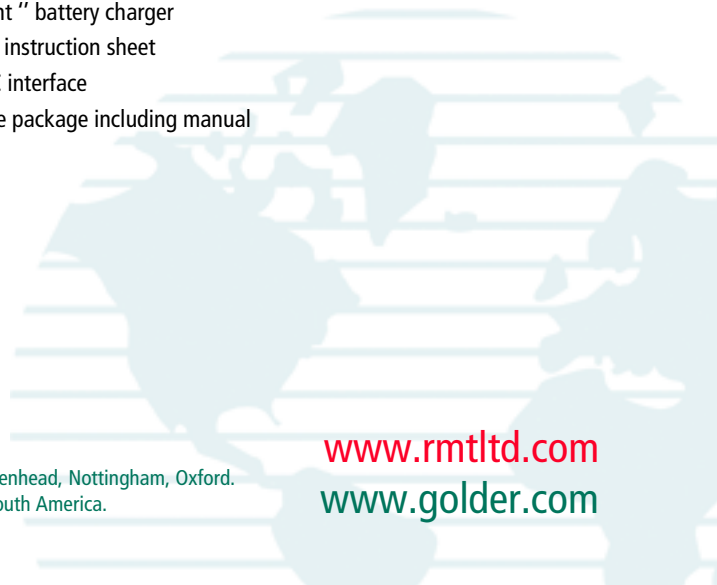 nt “ battery charger
instruction sheet
interface
e package including manual
www.rmtltd.com
enhead, Nottingham, Oxford.
www.golder.com
outh America.